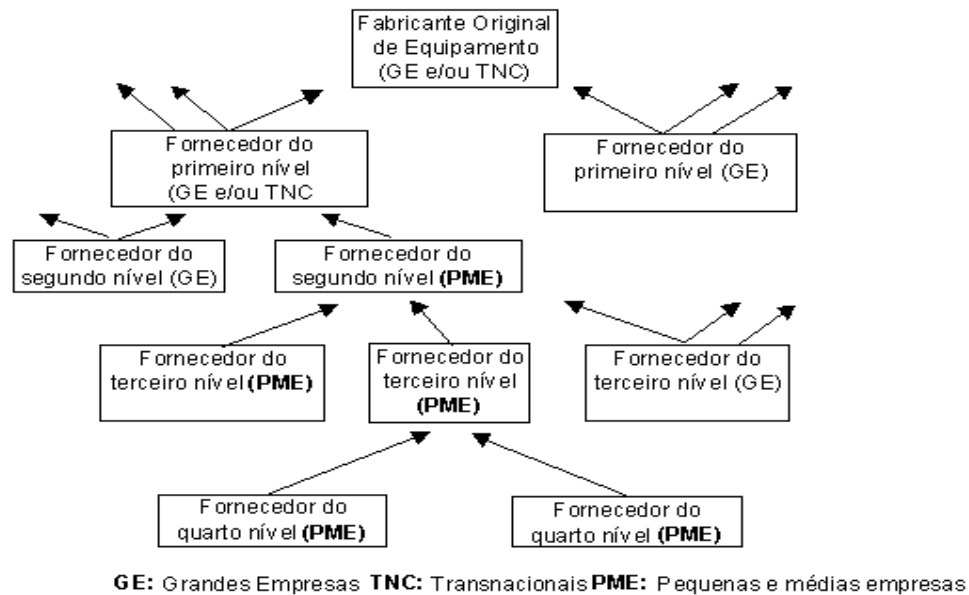 Fabricante Original
de Equipamento
(GE e/ou TNC)
Fornecedor do
primeiro nível
(GE e/ou TNC
Fornecedor do
primeiro nível (GE)
Fornecedor do
segundo nível (GE)
Fornecedor do
segundo nível (PME)
Fornecedor do
terceiro nível (PME)
Fornecedor do
terceiro nível
(PME)
Fornecedor do
terceiro nível (GE)
Fornecedor do
quarto nível (PME)
Fornecedor do
quarto nível (PME)
GE: Grandes Empresas TNC: Transnacionais PME: Pequenas e médias empresas